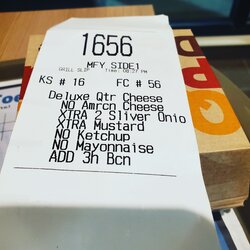 1656
MFY SIDE1
GRILL SLIP Time: 08:27 PM
KS # 16 FC # 56
Deluxe Qtr Cheese
NO Amrcn Cheese
XTRA 2 Sliver Onio
XTRA Mustard
NO Ketchup
NO Mayonnaise
ADD 3h Bcn